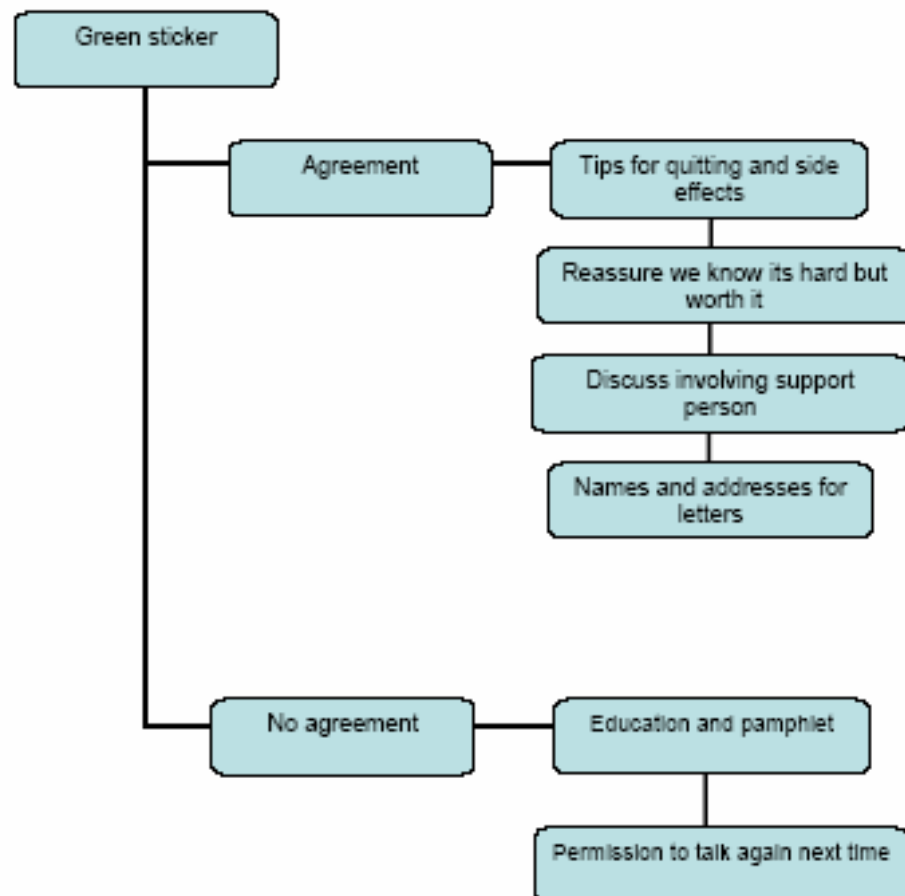 Green sticker
Agreement
Tips for quitting and side
effects
Reassure we know its hard but
worth it
Discuss involving support
person
Names and addresses for
letters
No agreement
Education and pamphlet
Permission to talk again next time